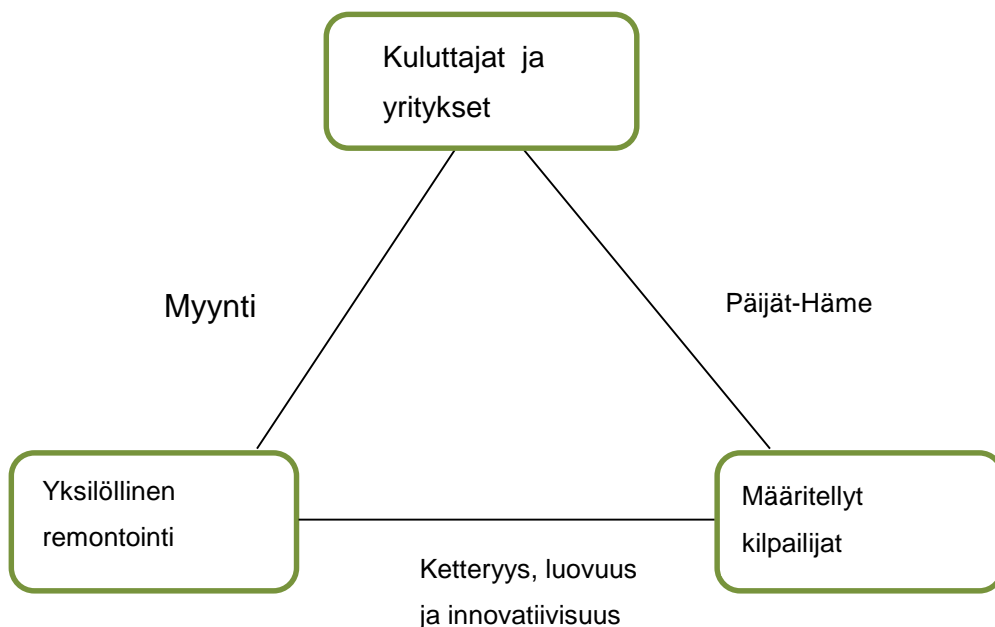 Kuluttajat ja
yritykset
Myynti
Päijät-Häme
Yksilöllinen
remontointi
Määritellyt
kilpailijat
Ketteryys, luovuus
ja innovatiivisuus